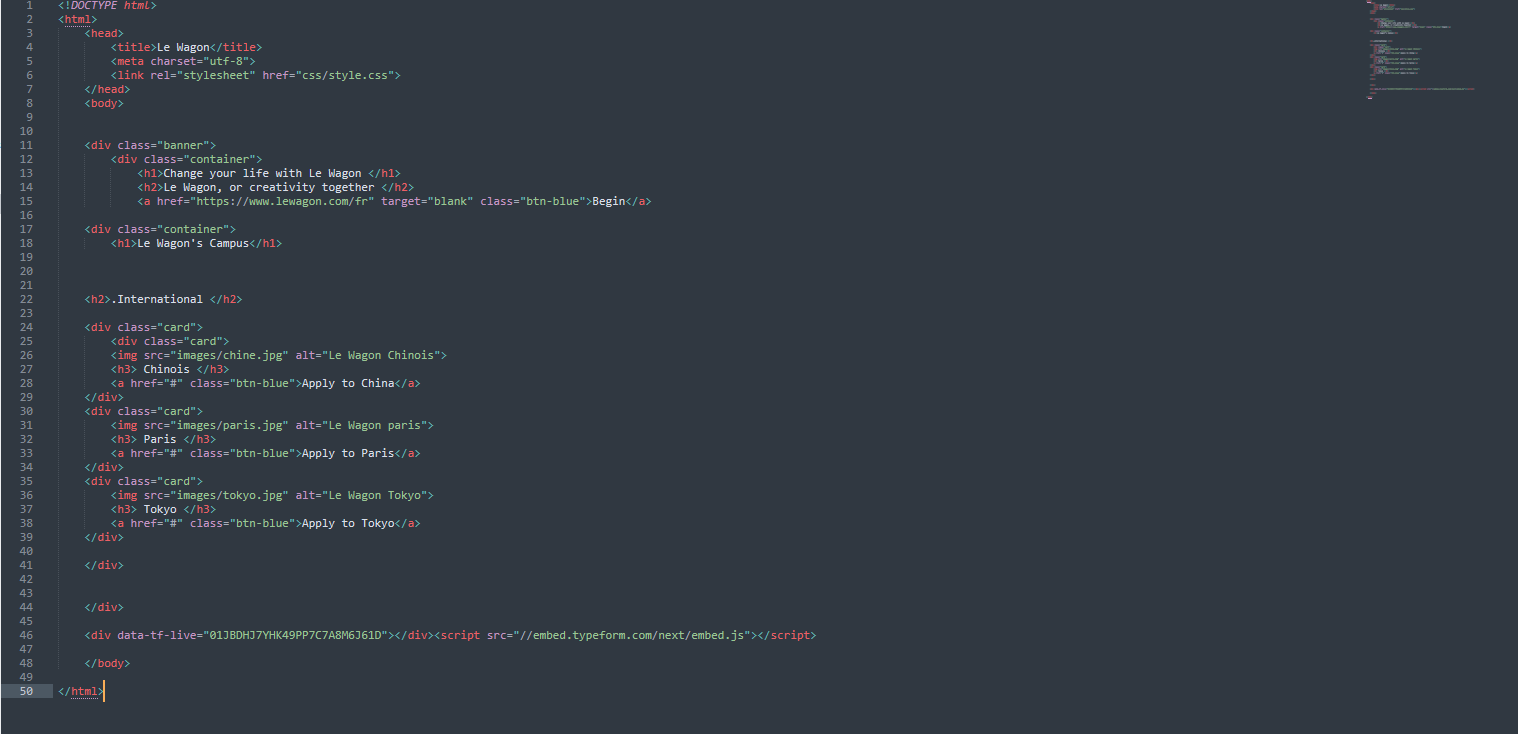 1 <!DOCTYPE html>
2 <html>
3 <head>
4 <title>Le Wagon</title>
5 <meta charset="utf-8">
6 <link rel="stylesheet" href="css/style.css">
7 </head>
8 <body>
9
10
11 <div class="banner">
12 <div class="container">
13 <h1>Change your life with Le Wagon </h1>
14 <h2>Le Wagon, or creativity together </h2>
15 <a href="https://www.lewagon.com/fr" target="blank" class="btn-blue">Begin</a>
16
17 <div class="container">
18 <h1>Le Wagon's Campus</h1>
19
20
21
22 <h2>.International </h2>
23
24 <div class="card">
25 <div class="card">
26 <img src="images/chine.jpg" alt="Le Wagon Chinois">
27 <h3> Chinois </h3>
28 <a href="#" class="btn-blue">Apply to China</a>
29 </div>
30 <div class="card">
31 <img src="images/paris.jpg" alt="Le Wagon paris">
32 <h3> Paris </h3>
33 <a href="#" class="btn-blue">Apply to Paris</a>
34 </div>
35 <div class="card">
36 <img src="images/tokyo.jpg" alt="Le Wagon Tokyo">
37 <h3> Tokyo </h3>
38 <a href="#" class="btn-blue">Apply to Tokyo</a>
39 </div>
40
41 </div>
42
43
44 </div>
45
46 <div data-tf-live="01JBDHJ7YHK49PP7C7A8M6J61D"></div><script src="//embed.typeform.com/next/embed.js"></script>
47
48 </body>
49
50 </html>